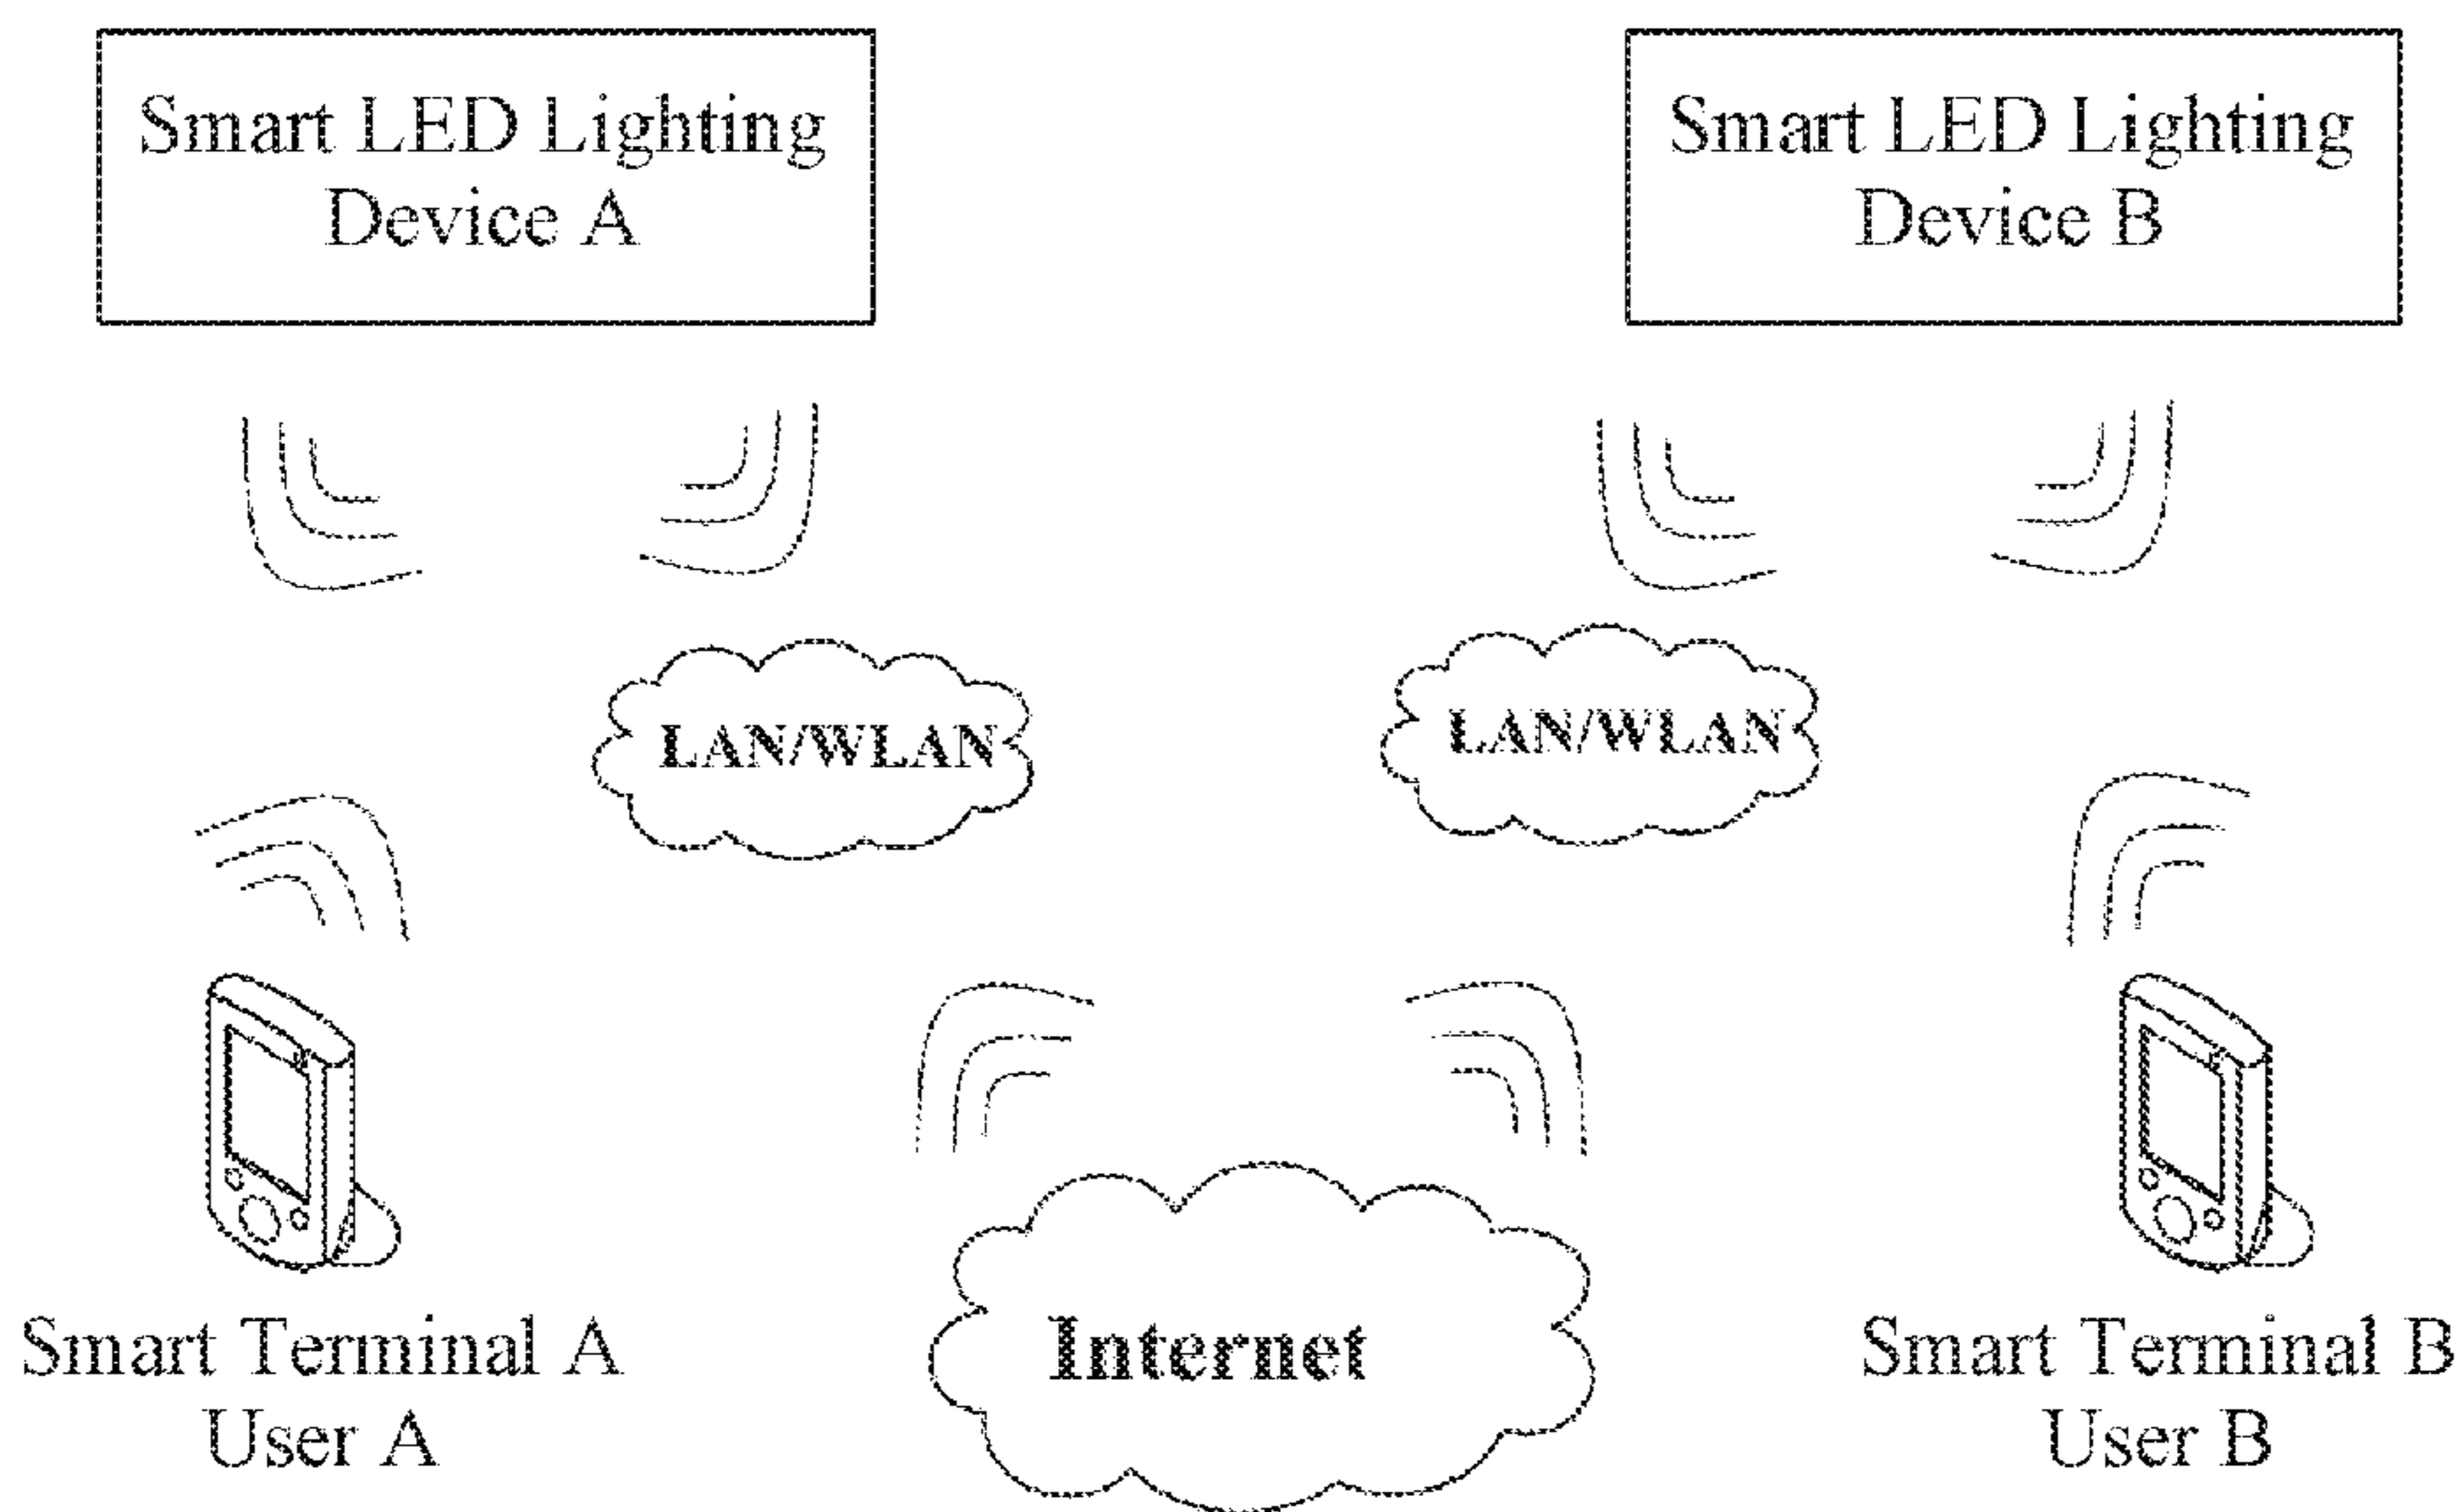 Smart LED Lighting
Device A
Smart LED Lighting
Device B
LAN/WLAN
LAN/WLAN
Smart Terminal A
User A
Internet
Smart Terminal B
User B